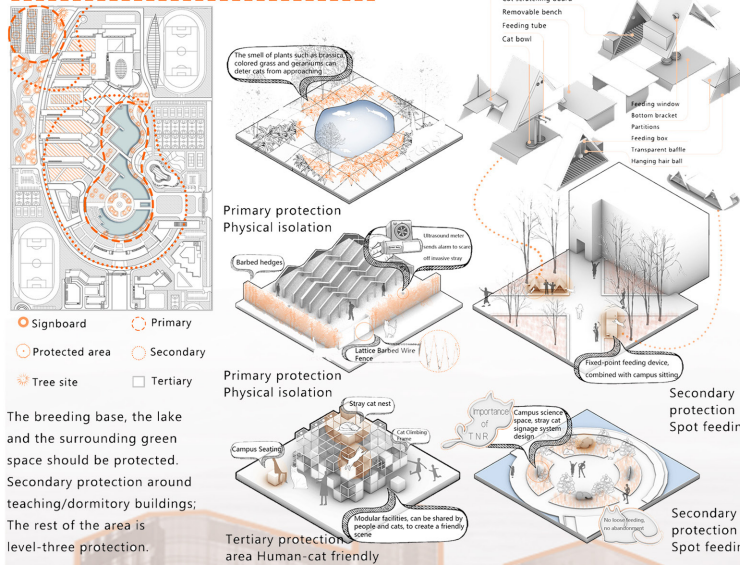 Removable bench
Feeding tube
Cat bowl
Feeding window
Bottom bracket
Partitions
Feeding box
Transparent baffle
Hanging hair ball
The smell of plants such as brassica,
colored grass and geraniums can
deter cats from approaching
Primary protection
Physical isolation
Barbed hedges
Ultrasound meter
sends alarm to scare
off invasive stray
Lattice Barbed Wire
Fence
Primary protection
Physical isolation
Fixed-point feeding device,
combined with campus sitting
Secondary
protection
Spot feedin
Signboard
Primary
Protected area
Secondary
Tree site
Tertiary
The breeding base, the lake
and the surrounding green
space should be protected.
Secondary protection around
teaching/dormitory buildings;
The rest of the area is
level-three protection.
Stray cat nest
Cat Climbing
Frame
Campus Seating
Modular facilities, can be shared by
people and cats, to create a friendly
scene
Tertiary protection
area Human-cat friendly
Importance
of
TNR
Campus science
space, stray cat
signage system
design
No loose feeding,
no abandonment
Secondary
protection
Spot feedin